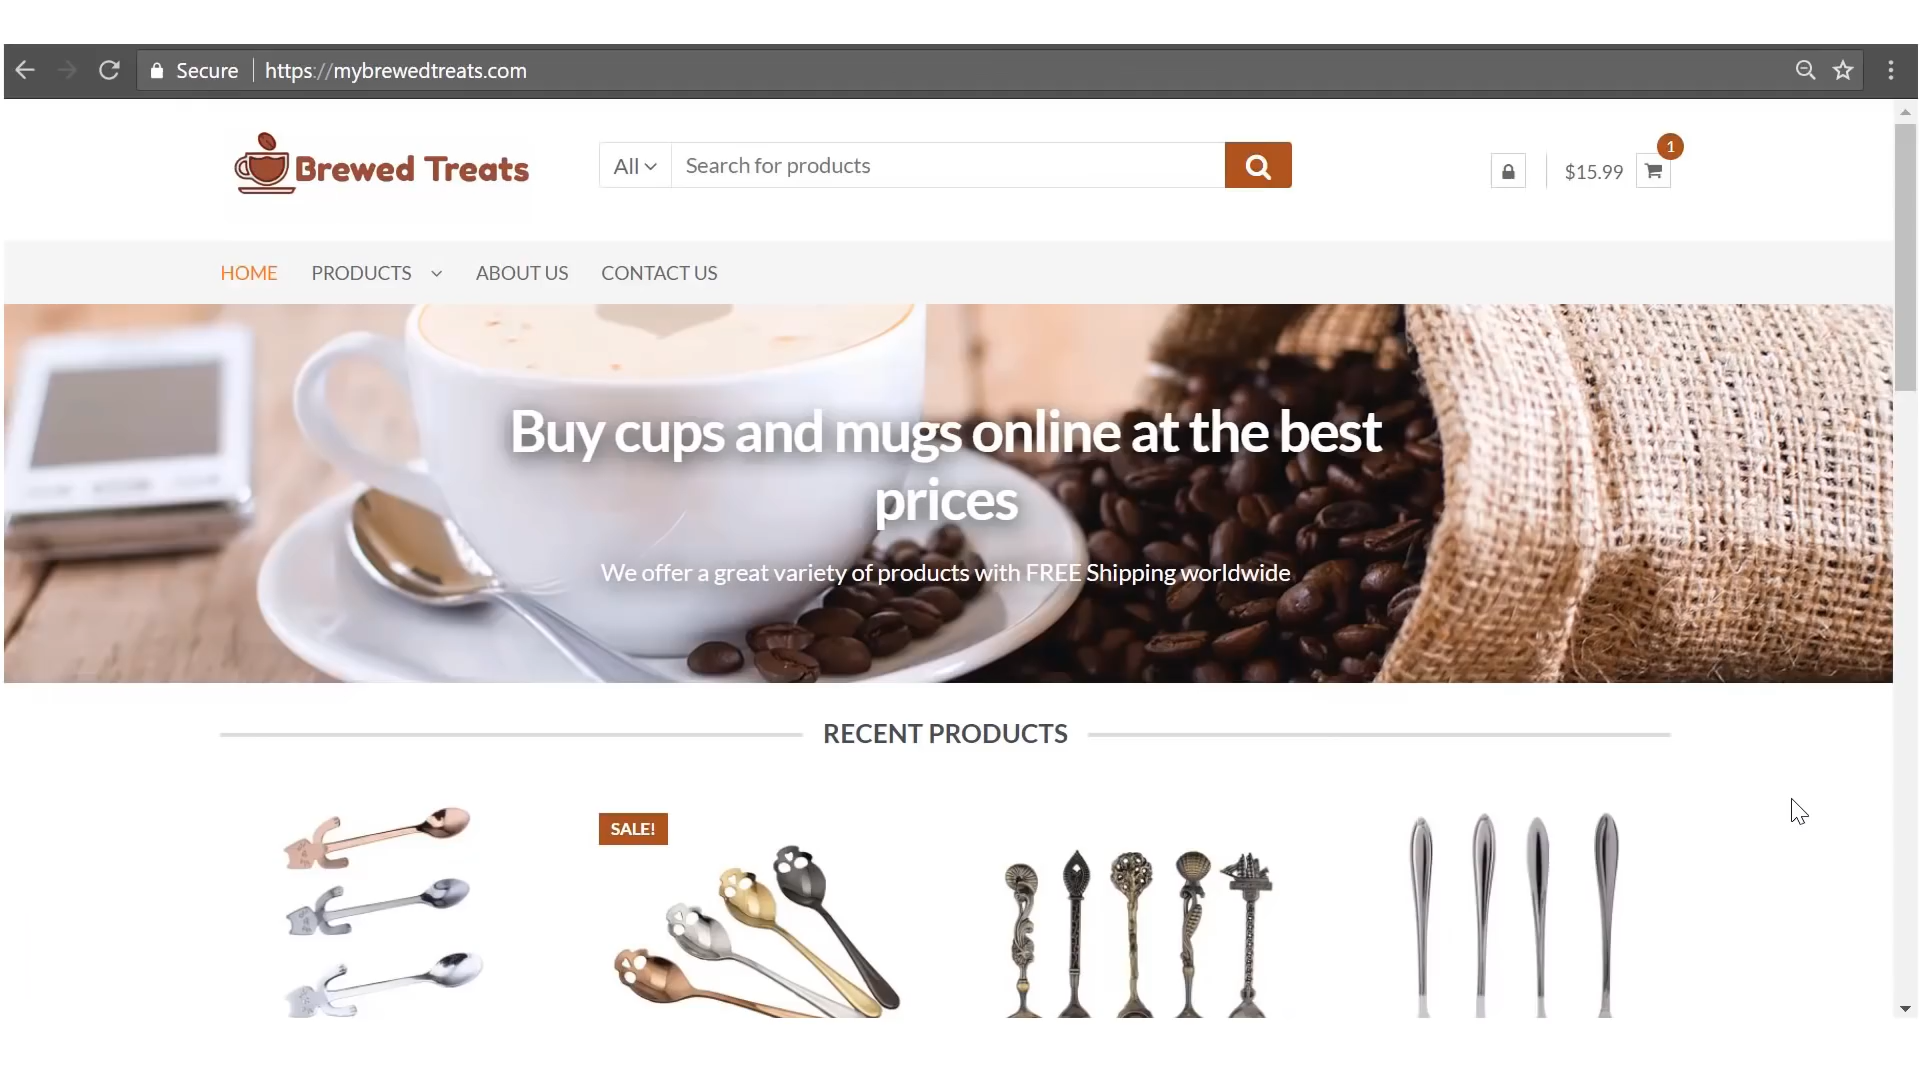 Secure
https://mybrewedtreats.com
Brewed Treats
All
Search for products
$15.99
1
HOME
PRODUCTS
ABOUT US
CONTACT US
Buy cups and mugs online at the best
prices
We offer a great variety of products with FREE Shipping worldwide
RECENT PRODUCTS
SALE!